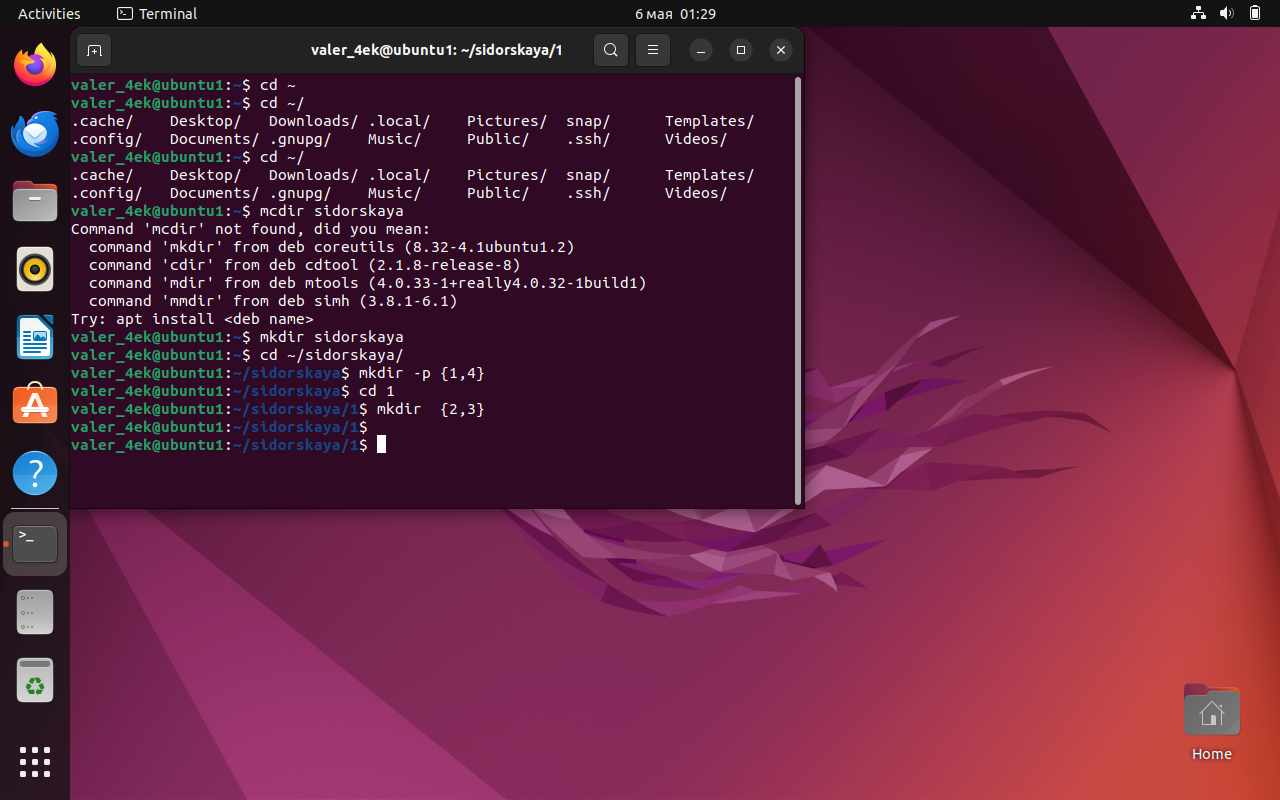 Activities
Terminal
6 мая 01:29
valer_4ek@ubuntu1: ~/sidorskaya/1
valer_4ek@ubuntu1:~$ cd ~
valer_4ek@ubuntu1:~$ cd ~/
.cache/    Desktop/   Downloads/ .local/    Pictures/  snap/      Templates/
.config/   Documents/ .gnupg/    Music/     Public/    .ssh/      Videos/
valer_4ek@ubuntu1:~$ cd ~/
.cache/    Desktop/   Downloads/ .local/    Pictures/  snap/      Templates/
.config/   Documents/ .gnupg/    Music/     Public/    .ssh/      Videos/
valer_4ek@ubuntu1:~$ mcdir sidorskaya
Command 'mcdir' not found, did you mean:
  command 'mkdir' from deb coreutils (8.32-4.1ubuntu1.2)
  command 'cdir' from deb cdtool (2.1.8-release-8)
  command 'mdir' from deb mtools (4.0.33-1+really4.0.32-1build1)
  command 'mmdir' from deb simh (3.8.1-6.1)
Try: apt install <deb name>
valer_4ek@ubuntu1:~$ mkdir sidorskaya
valer_4ek@ubuntu1:~$ cd ~/sidorskaya/
valer_4ek@ubuntu1:~/sidorskaya$ mkdir -p {1,4}
valer_4ek@ubuntu1:~/sidorskaya$ cd 1
valer_4ek@ubuntu1:~/sidorskaya/1$ mkdir  {2,3}
valer_4ek@ubuntu1:~/sidorskaya/1$
valer_4ek@ubuntu1:~/sidorskaya/1$
Home